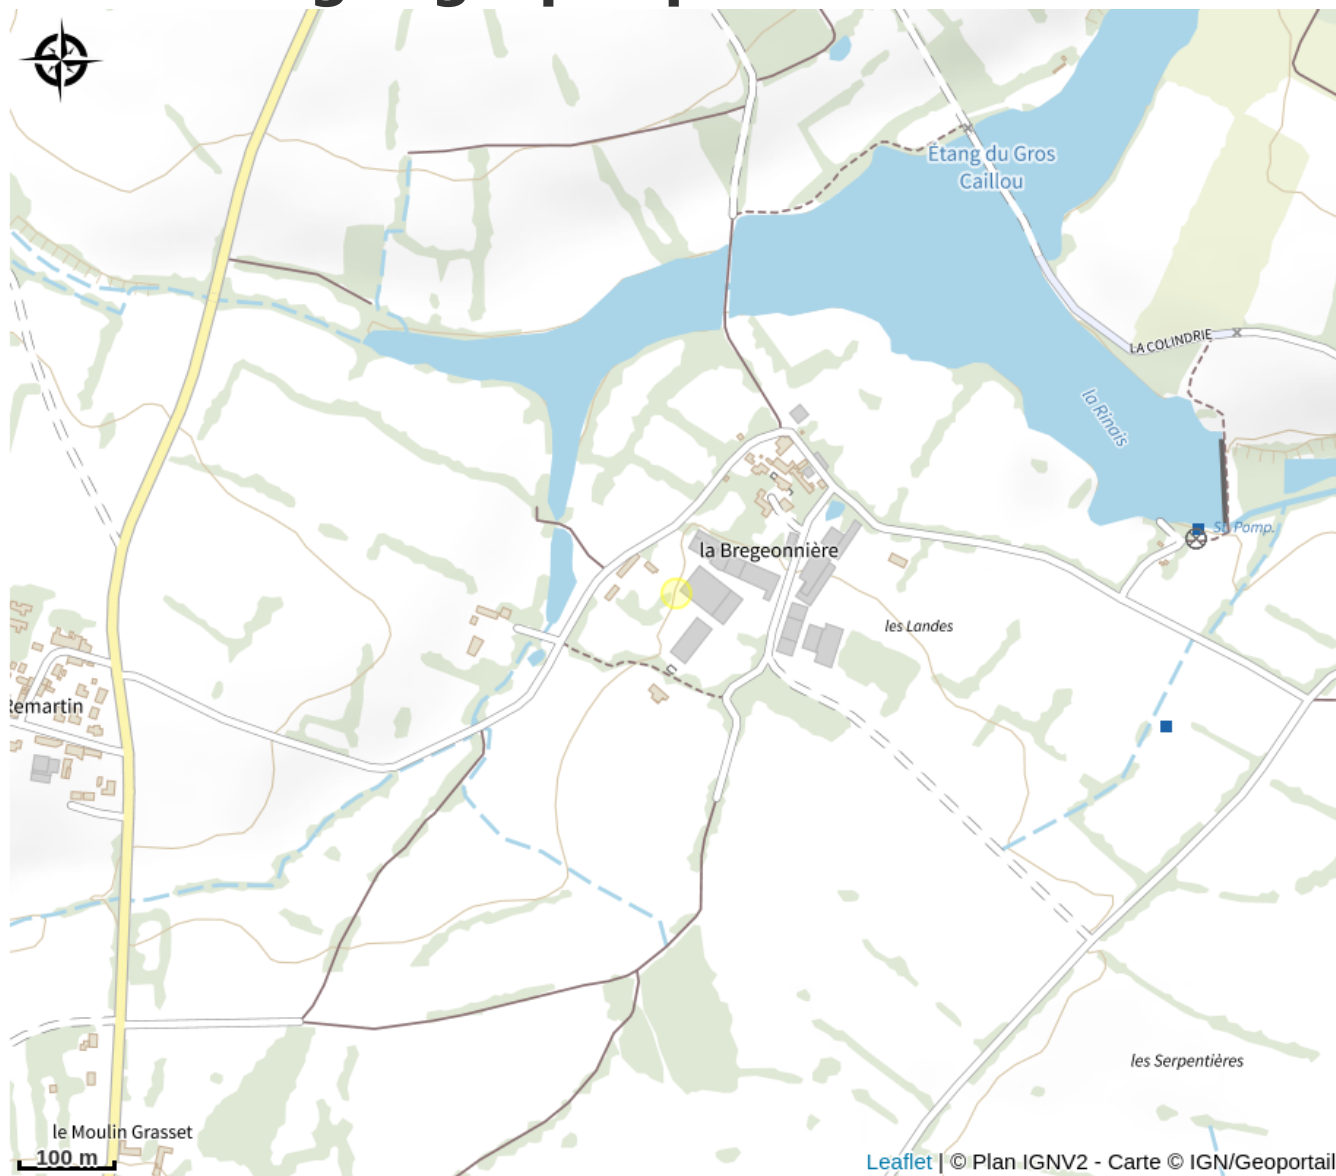 Étang du Gros
Caillou
LA COLINDRIE
la Rinais
St. Pomp.
la Bregeonnière
les Landes
Remartin
les Serpentières
le Moulin Grasset
100 m
Leaflet | © Plan IGNV2 - Carte © IGN/Geoportail